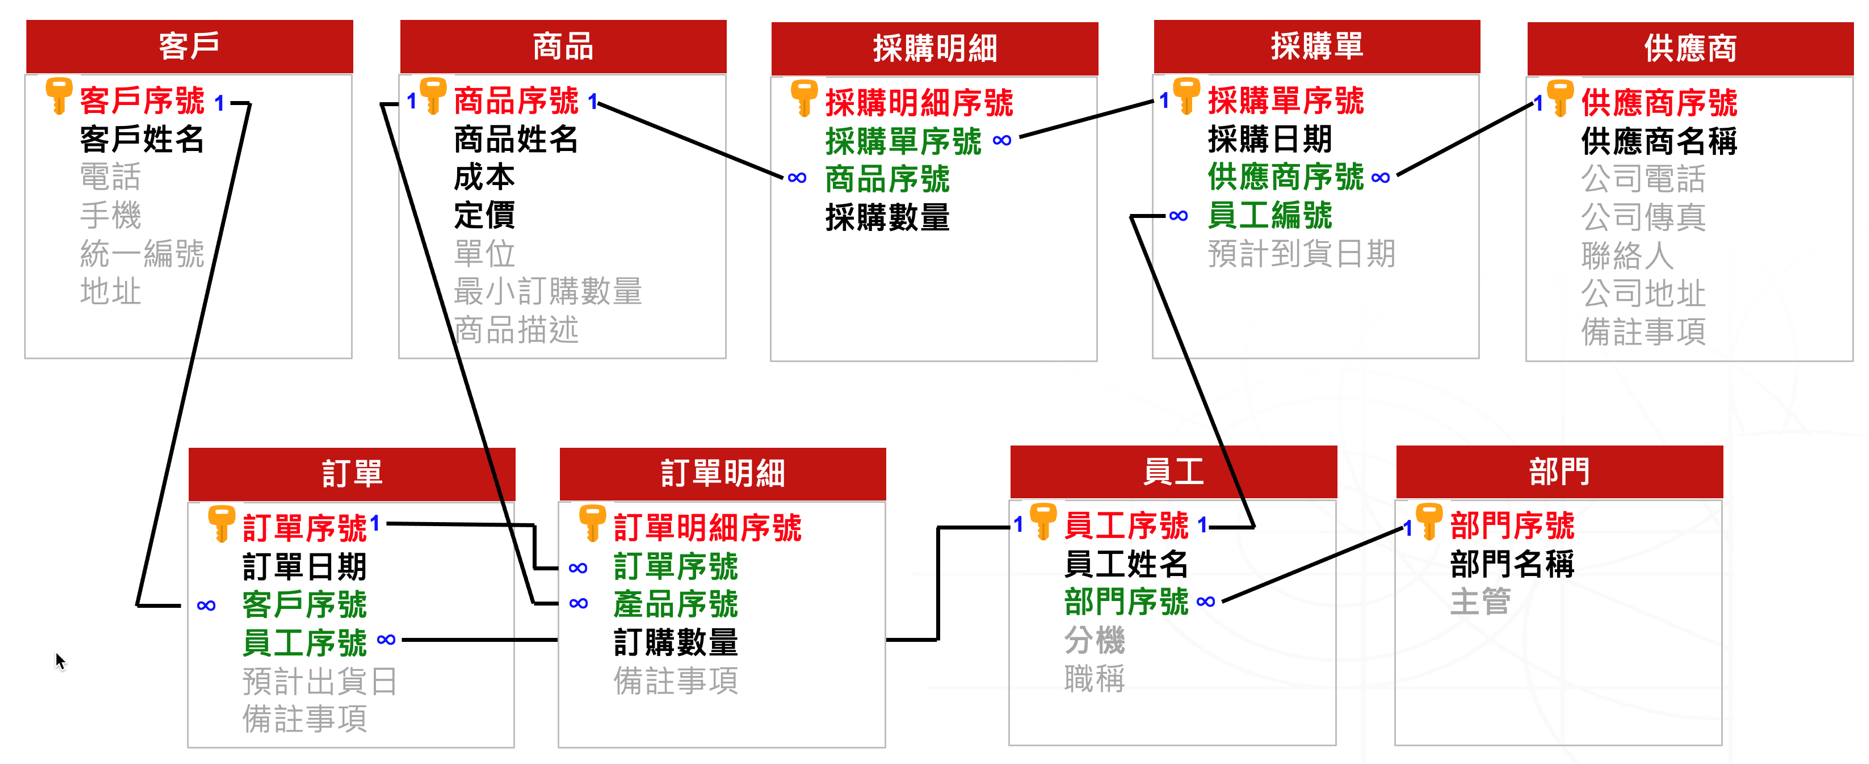 客戶
客戶序號 1
客戶姓名
電話
手機
統一編號
地址
商品
1 商品序號 1
商品姓名
成本
定價
單位
最小訂購數量
商品描述
採購明細
採購明細序號
採購單序號 ∞
∞ 商品序號
採購數量
採購單
1 採購單序號
採購日期
供應商序號 ∞
∞ 員工編號
預計到貨日期
供應商
1 供應商序號
供應商名稱
公司電話
公司傳真
聯絡人
公司地址
備註事項
訂單
訂單序號 1
訂單日期
∞ 客戶序號
員工序號 ∞
預計出貨日
備註事項
訂單明細
訂單明細序號
∞ 訂單序號
∞ 產品序號
訂購數量
備註事項
員工
1 員工序號 1
員工姓名
部門序號 ∞
分機
職稱
部門
1 部門序號
部門名稱
主管